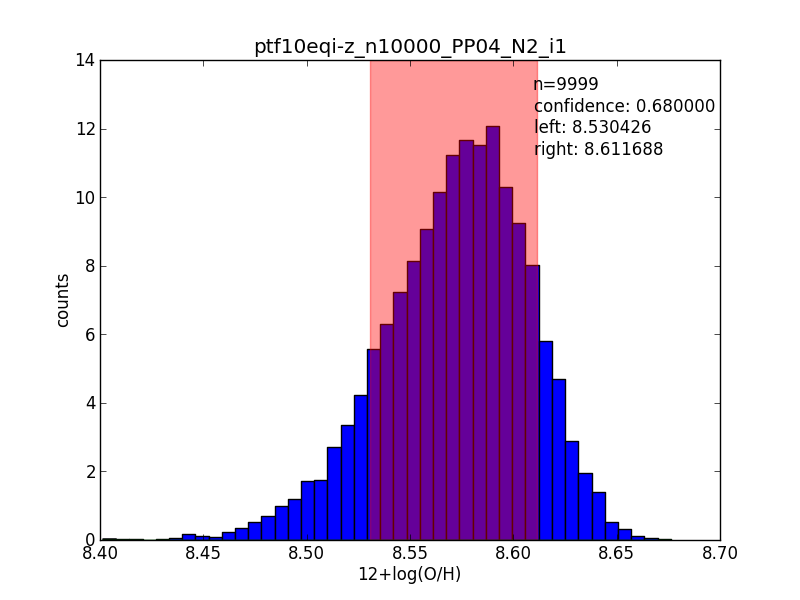 ptf10eqi-z_n10000_PP04_N2_i1
14
12
10
8
6
4
2
0
counts
n=9999
confidence: 0.680000
left: 8.530426
right: 8.611688
8.40 8.45 8.50 8.55 8.60 8.65 8.70
12+log(O/H)